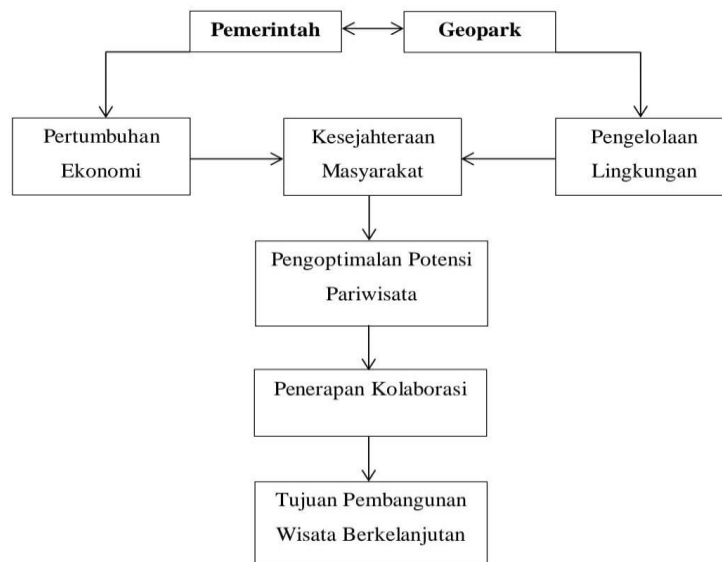 Pemerintah
Geopark
Pertumbuhan
Ekonomi
Kesejahteraan
Masyarakat
Pengelolaan
Lingkungan
Pengoptimalan Potensi
Pariwisata
Penerapan Kolaborasi
Tujuan Pembangunan
Wisata Berkelanjutan